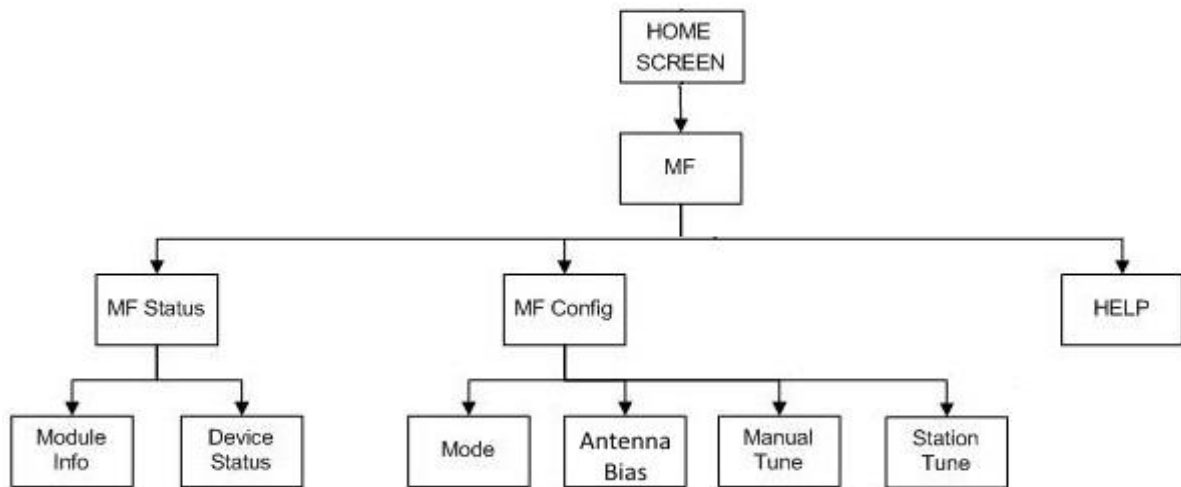 HOME
SCREEN
MF
MF Status
MF Config
HELP
Module
Info
Device
Status
Mode
Antenna
Bias
Manual
Tune
Station
Tune